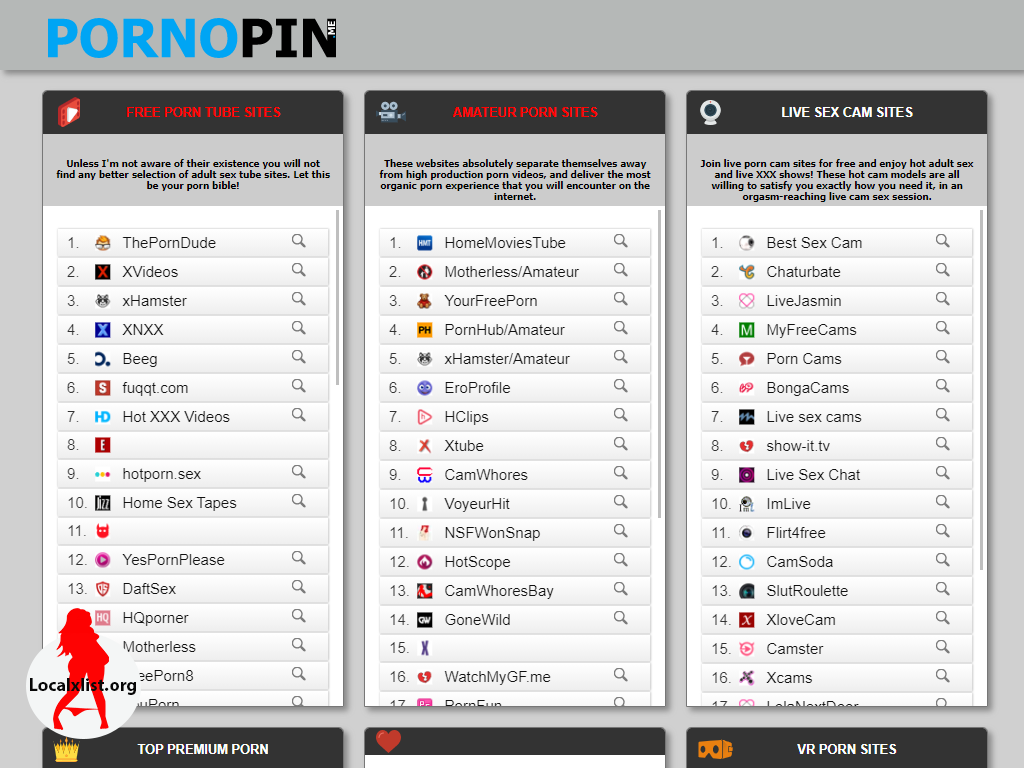 PORNOPIN.ME
FREE PORN TUBE SITES
Unless I'm not aware of their existence you will not
find any better selection of adult sex tube sites. Let this
be your porn bible!
1. ThePornDude
2. XVideos
3. xHamster
4. XNXX
5. Beeg
6. fuqqt.com
7. Hot XXX Videos
8.
9. hotporn.sex
10. Home Sex Tapes
11.
12. YesPornPlease
13. DaftSex
HQporner
Motherless
Localxlist.org
AMATEUR PORN SITES
These websites absolutely separate themselves away
from high production porn videos, and deliver the most
organic porn experience that you will encounter on the
internet.
1. HMT HomeMoviesTube
2. Motherless/Amateur
3. YourFreePorn
4. PH PornHub/Amateur
5. xHamster/Amateur
6. EroProfile
7. HClips
8. Xtube
9. CamWhores
10. VoyeurHit
11. NSFWonSnap
12. HotScope
13. CamWhoresBay
14. GW GoneWild
15.
16. WatchMyGF.me
17. PornFun
LIVE SEX CAM SITES
Join live porn cam sites for free and enjoy hot adult sex
and live XXX shows! These hot cam models are all
willing to satisfy you exactly how you need it, in an
orgasm-reaching live cam sex session.
1. Best Sex Cam
2. Chaturbate
3. LiveJasmin
4. MyFreeCams
5. Porn Cams
6. BongaCams
7. Live sex cams
8. show-it.tv
9. Live Sex Chat
10. ImLive
11. Flirt4free
12. CamSoda
13. SlutRoulette
14. XloveCam
15. Camster
16. Xcams
17. LolaNextDoor
TOP PREMIUM PORN
VR PORN SITES